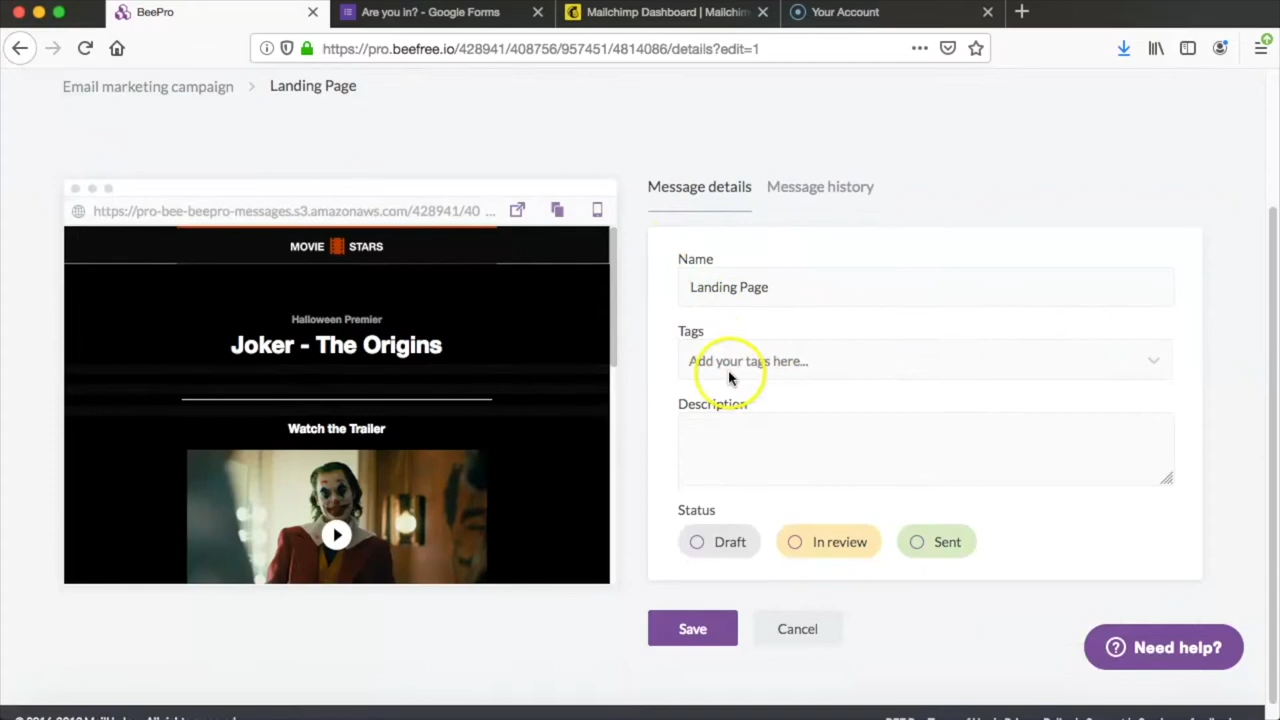 BeePro
Are you in? - Google Forms
Mailchimp Dashboard | Mailchim
Your Account
https://pro.beefree.io/428941/408756/957451/4814086/details?edit=1
Email marketing campaign > Landing Page
Message details
Message history
https://pro-bee-beepro-messages.s3.amazonaws.com/428941/40 ...
MOVIE STARS
Halloween Premier
Joker - The Origins
Watch the Trailer
Name
Landing Page
Tags
Add your tags here...
Description
Status
Draft
In review
Sent
Save
Cancel
Need help?